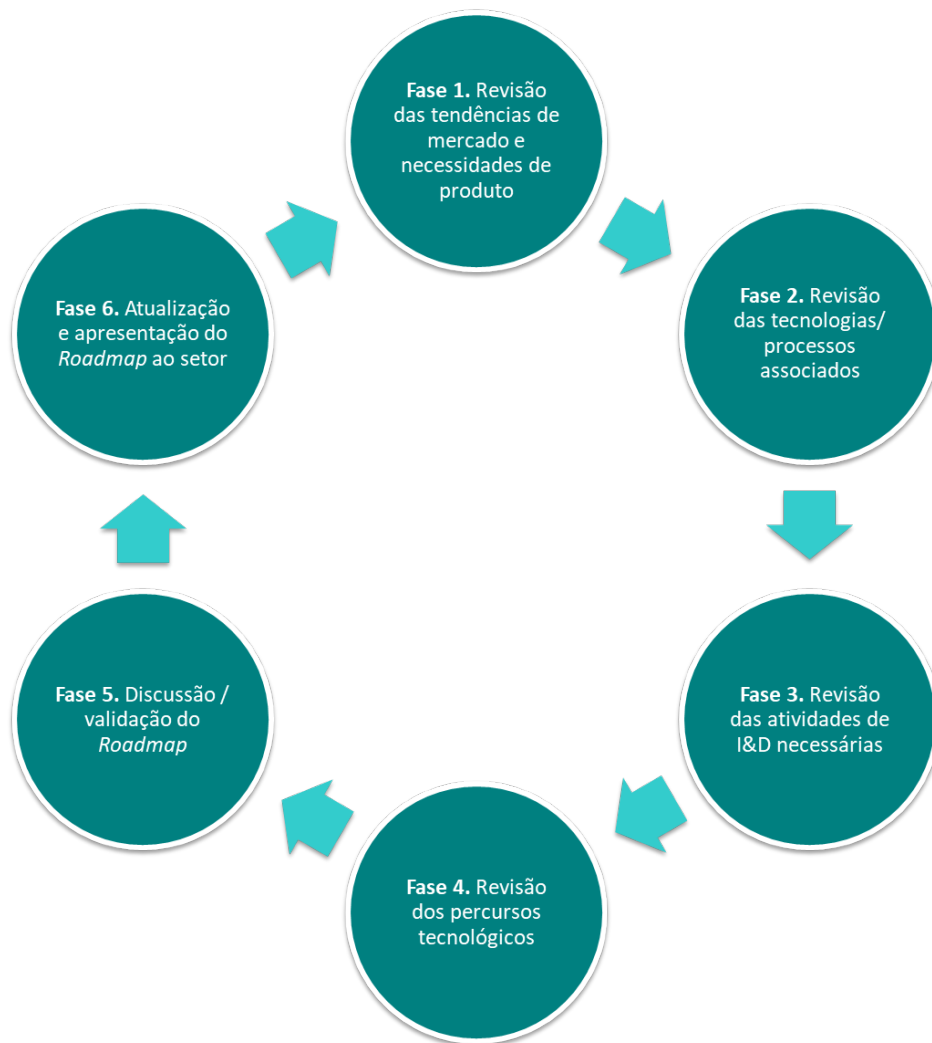 Fase 1. Revisão
das tendências de
mercado e
necessidades de
produto
Fase 2. Revisão
das tecnologias/
processos
associados
Fase 3. Revisão
das atividades de
I&D necessárias
Fase 4. Revisão
dos percursos
tecnológicos
Fase 5. Discussão /
validação do
Roadmap
Fase 6. Atualização
e apresentação do
Roadmap ao setor